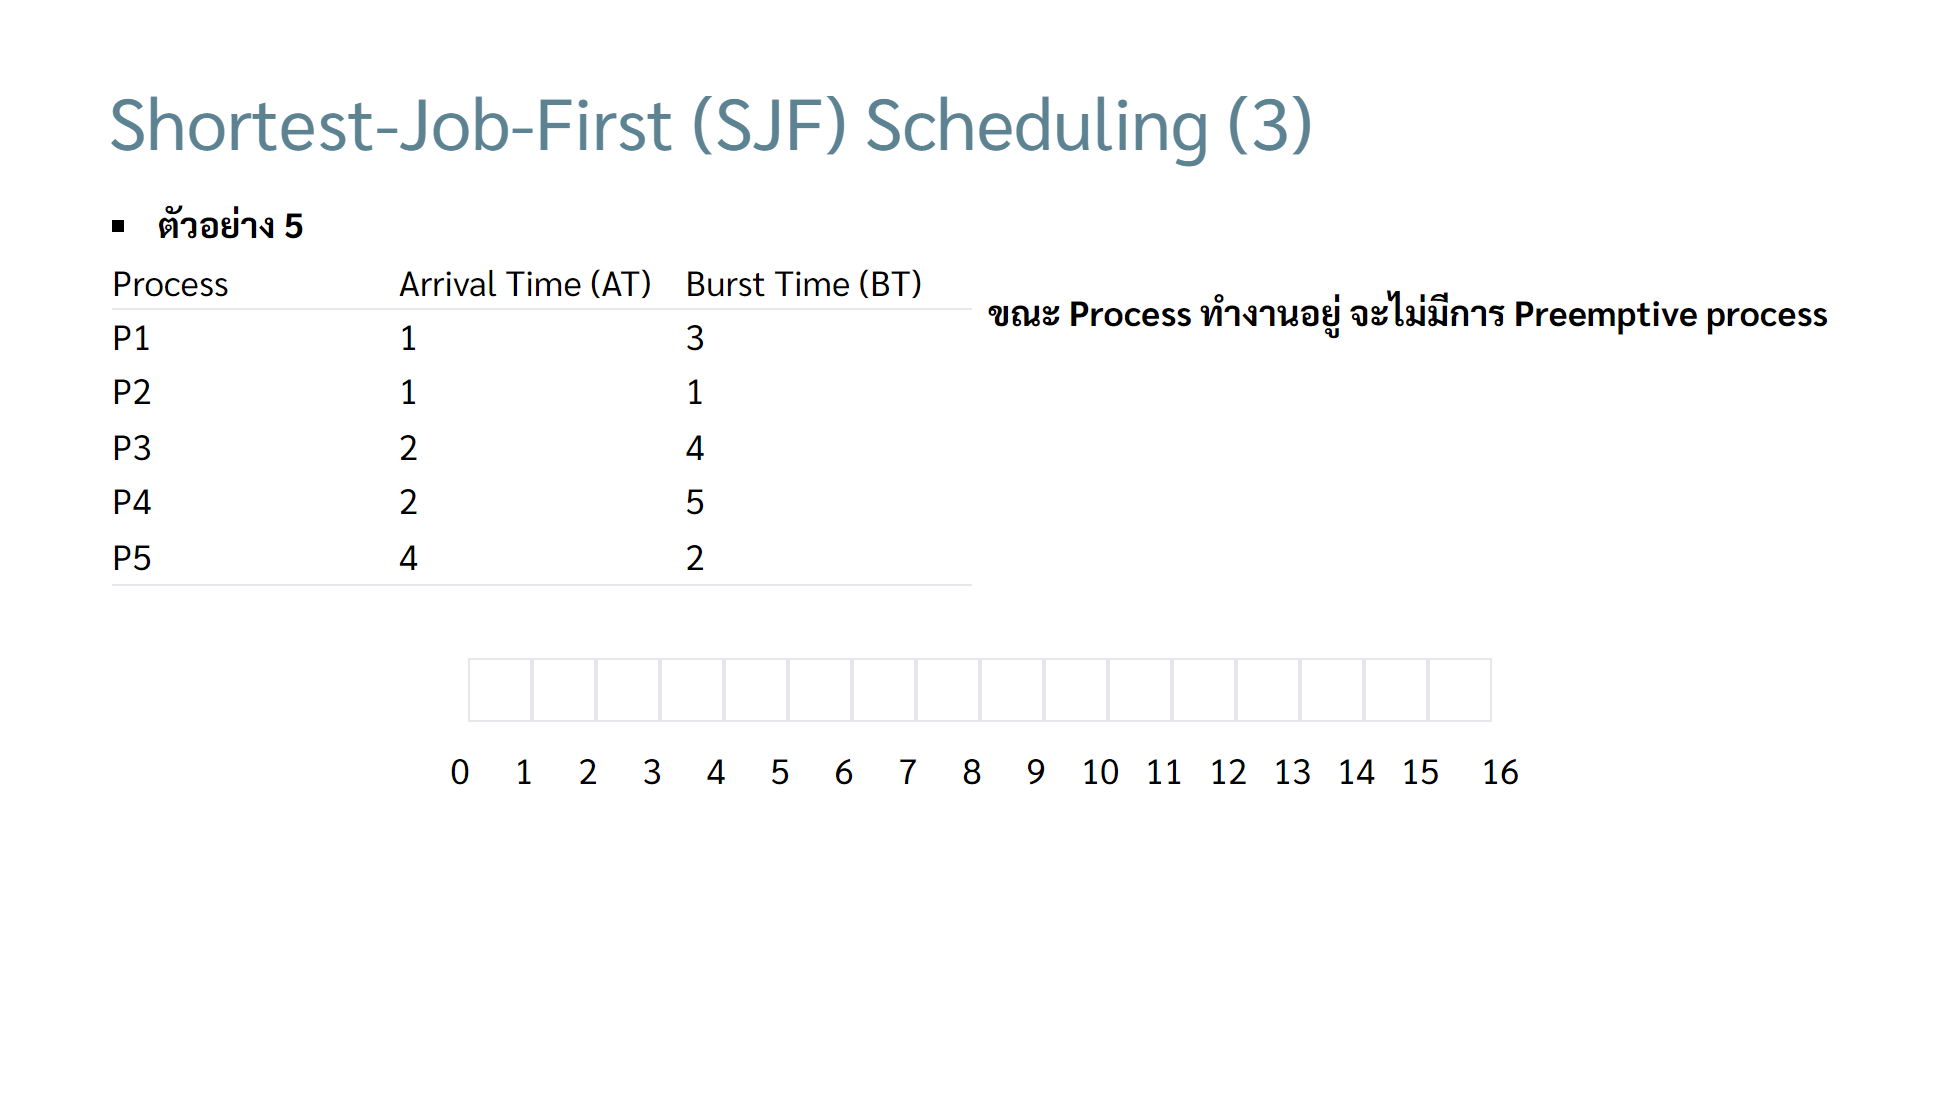 Shortest-Job-First (SJF) Scheduling (3)
▪ ตัวอย่าง 5
Process Arrival Time (AT) Burst Time (BT)
ขณะ Process ทำงานอยู่ จะไม่มีการ Preemptive process
P1 1 3
P2 1 1
P3 2 4
P4 2 5
P5 4 2
0 1 2 3 4 5 6 7 8 9 10 11 12 13 14 15 16